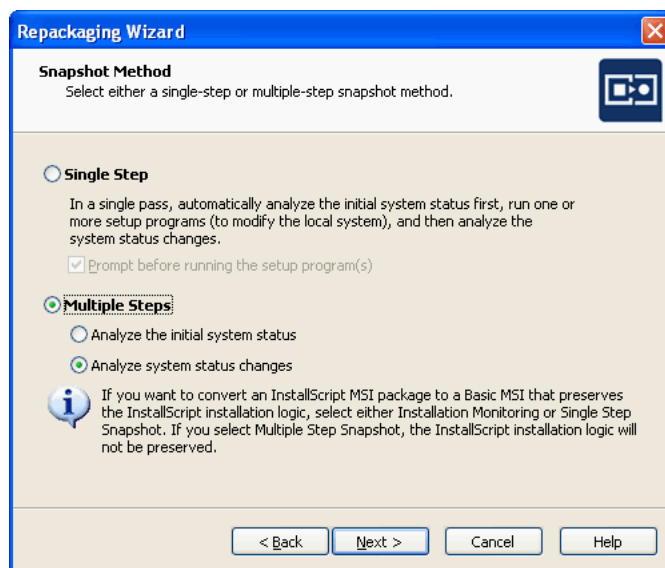 Repackaging Wizard
Snapshot Method
Select either a single-step or multiple-step snapshot method.
Single Step
In a single pass, automatically analyze the initial system status first, run one or
more setup programs (to modify the local system), and then analyze the
system status changes.
Prompt before running the setup program(s)
Multiple Steps
Analyze the initial system status
Analyze system status changes
If you want to convert an InstallScript MSI package to a Basic MSI that preserves
the InstallScript installation logic, select either Installation Monitoring or Single Step
Snapshot. If you select Multiple Step Snapshot, the InstallScript installation logic will
not be preserved.
< Back Next > Cancel Help